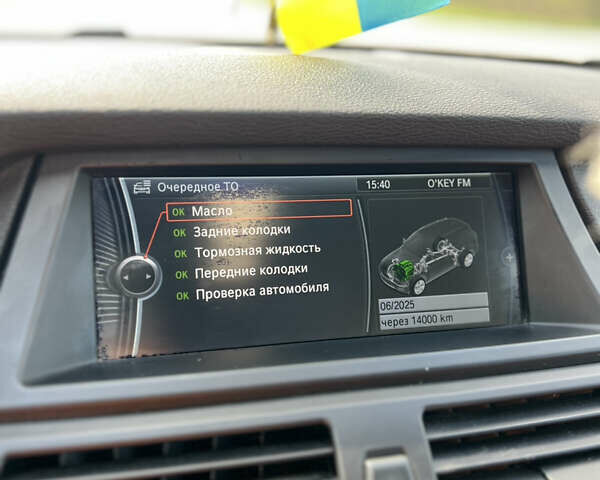 Очередное ТО 15:40 O'KEY FM
OK Масло
OK Задние колодки
OK Тормозная жидкость
OK Передние колодки
OK Проверка автомобиля
06/2025
через 14000 km